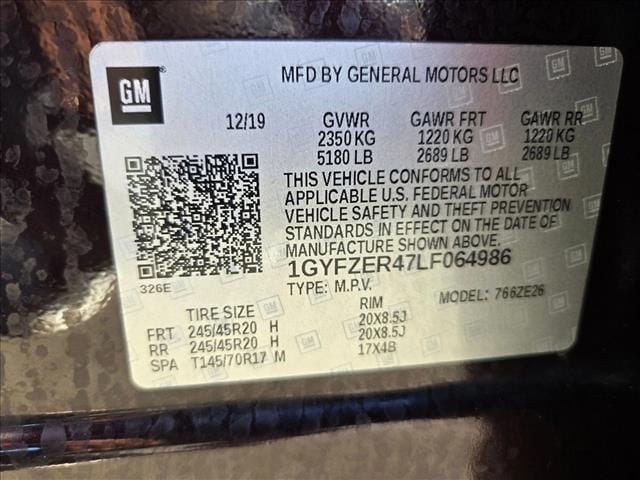 GM
MFD BY GENERAL MOTORS LLC
12/19 GVWR GAWR FRT GAWR RR
2350 KG 1220 KG 1220 KG
5180 LB 2689 LB 2689 LB
THIS VEHICLE CONFORMS TO ALL
APPLICABLE U.S. FEDERAL MOTOR
VEHICLE SAFETY AND THEFT PREVENTION
STANDARDS IN EFFECT ON THE DATE OF
MANUFACTURE SHOWN ABOVE.
1GYFZER47LF064986
326E
TYPE: M.P.V. MODEL: 766ZE26
TIRE SIZE RIM
FRT 245/45R20 H 20X8.5J
RR 245/45R20 H 20X8.5J
SPA T145/70R17 M 17X4B